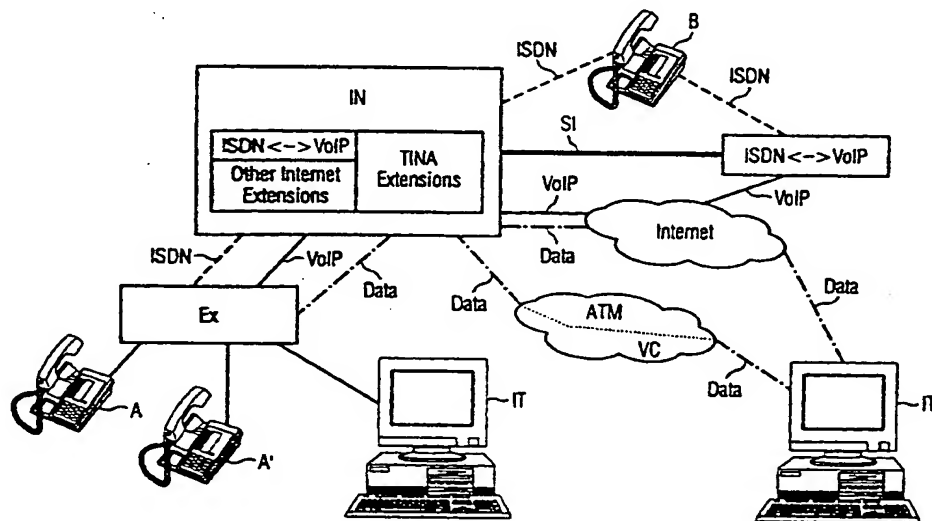 B
ISDN
ISDN
IN
SI
ISDN<->VoIP
TINA
Extensions
Other Internet
Extensions
ISDN<->VoIP
VoIP
VoIP
Internet
Data
ISDN
VoIP
Data
Data
Data
Ex
ATM
VC
Data
IT
IT
A
A'